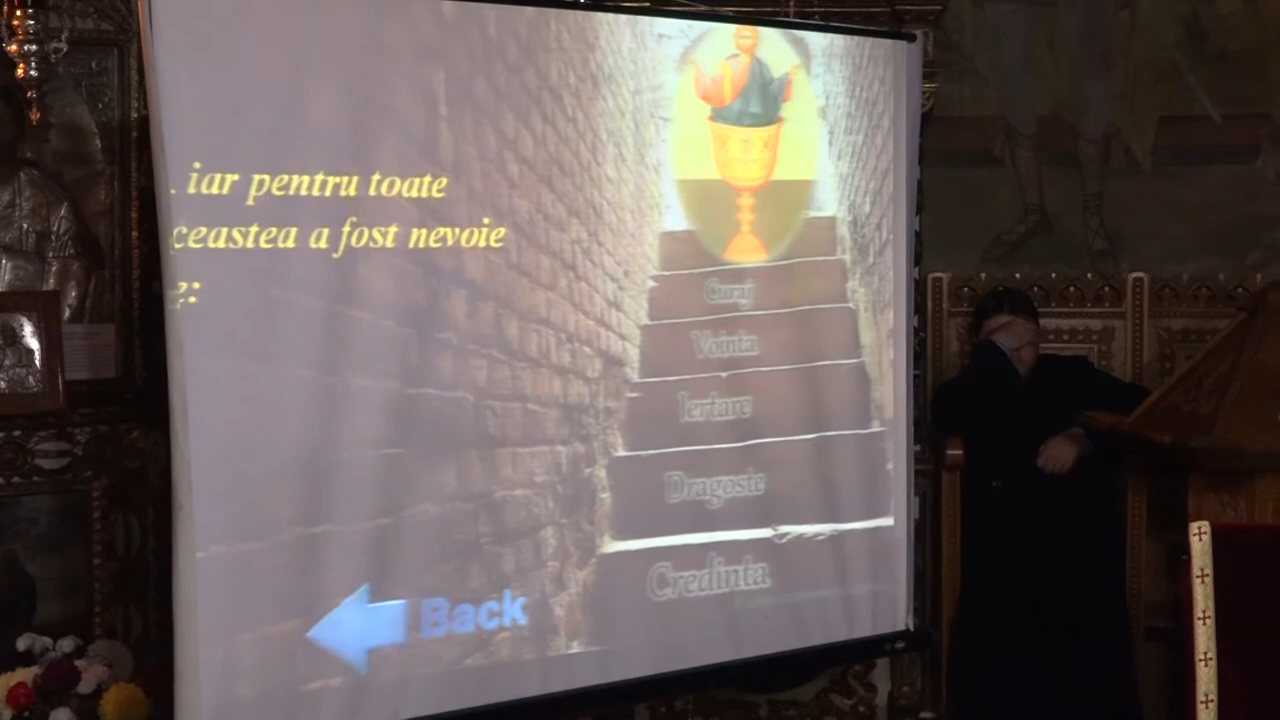 . iar pentru toate
ceastea a fost nevoie
e:
Curaj
Vointa
Iertare
Dragoste
Credinta
Back